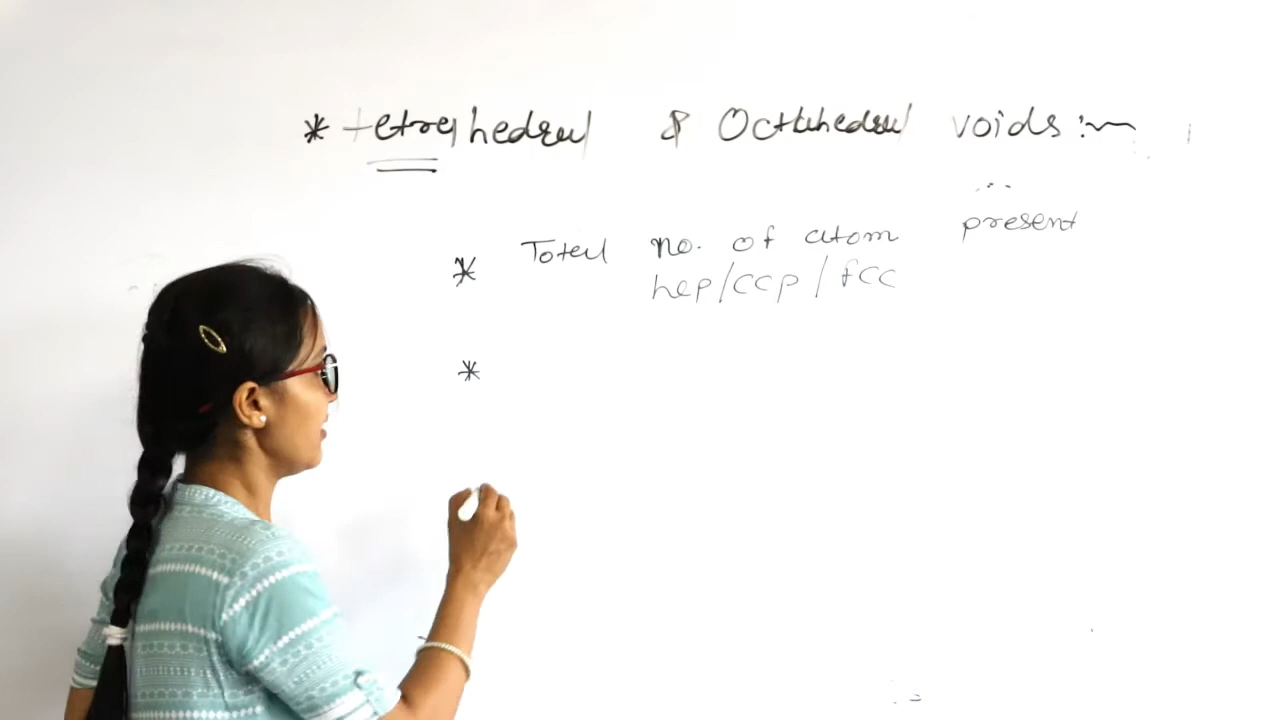 * tetrahedral & Octahedral voids :~
* Total no. of atom present
hcp/ccp/fcc
*